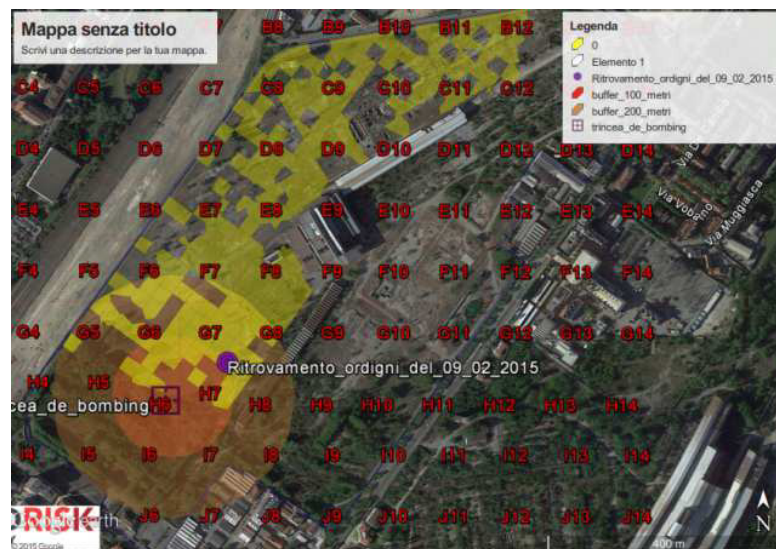 Mappa senza titolo
Scrivi una descrizione per la tua mappa.
Legenda
0
Elemento 1
Ritrovamento_ordigni_del_09_02_2015
buffer_100_metri
buffer_200_metri
trincea_de_bombing
B8 B9 B10 B11 B12
C4 C5 C6 C7 C8 C9 C10 C11 C12
D4 D5 D6 D7 D8 D9 D10 D11 D12 D13 D14
Via Vob
no
Via Muggiasca
E4 E5 E6 E7 E8 E9 E10 E11 E12 E13 E14
F4 F5 F6 F7 F8 F9 F10 F11 F12 F13 F14
G4 G5 G6 G7 G8 G9 G10 G11 G12 G13 G14
Ritrovamento_ordigni_del_09_02_2015
H4 H5 H7
cea_de_bombing H6 H8 H9 H10 H11 H12 H13 H14
I4 I5 I6 I7 I8 I9 I10 I11 I12 I13 I14
RISK J6 J7 J8 J9 J10 J11 J12 J13 J14
earth
© 2015 Google
400 m
N